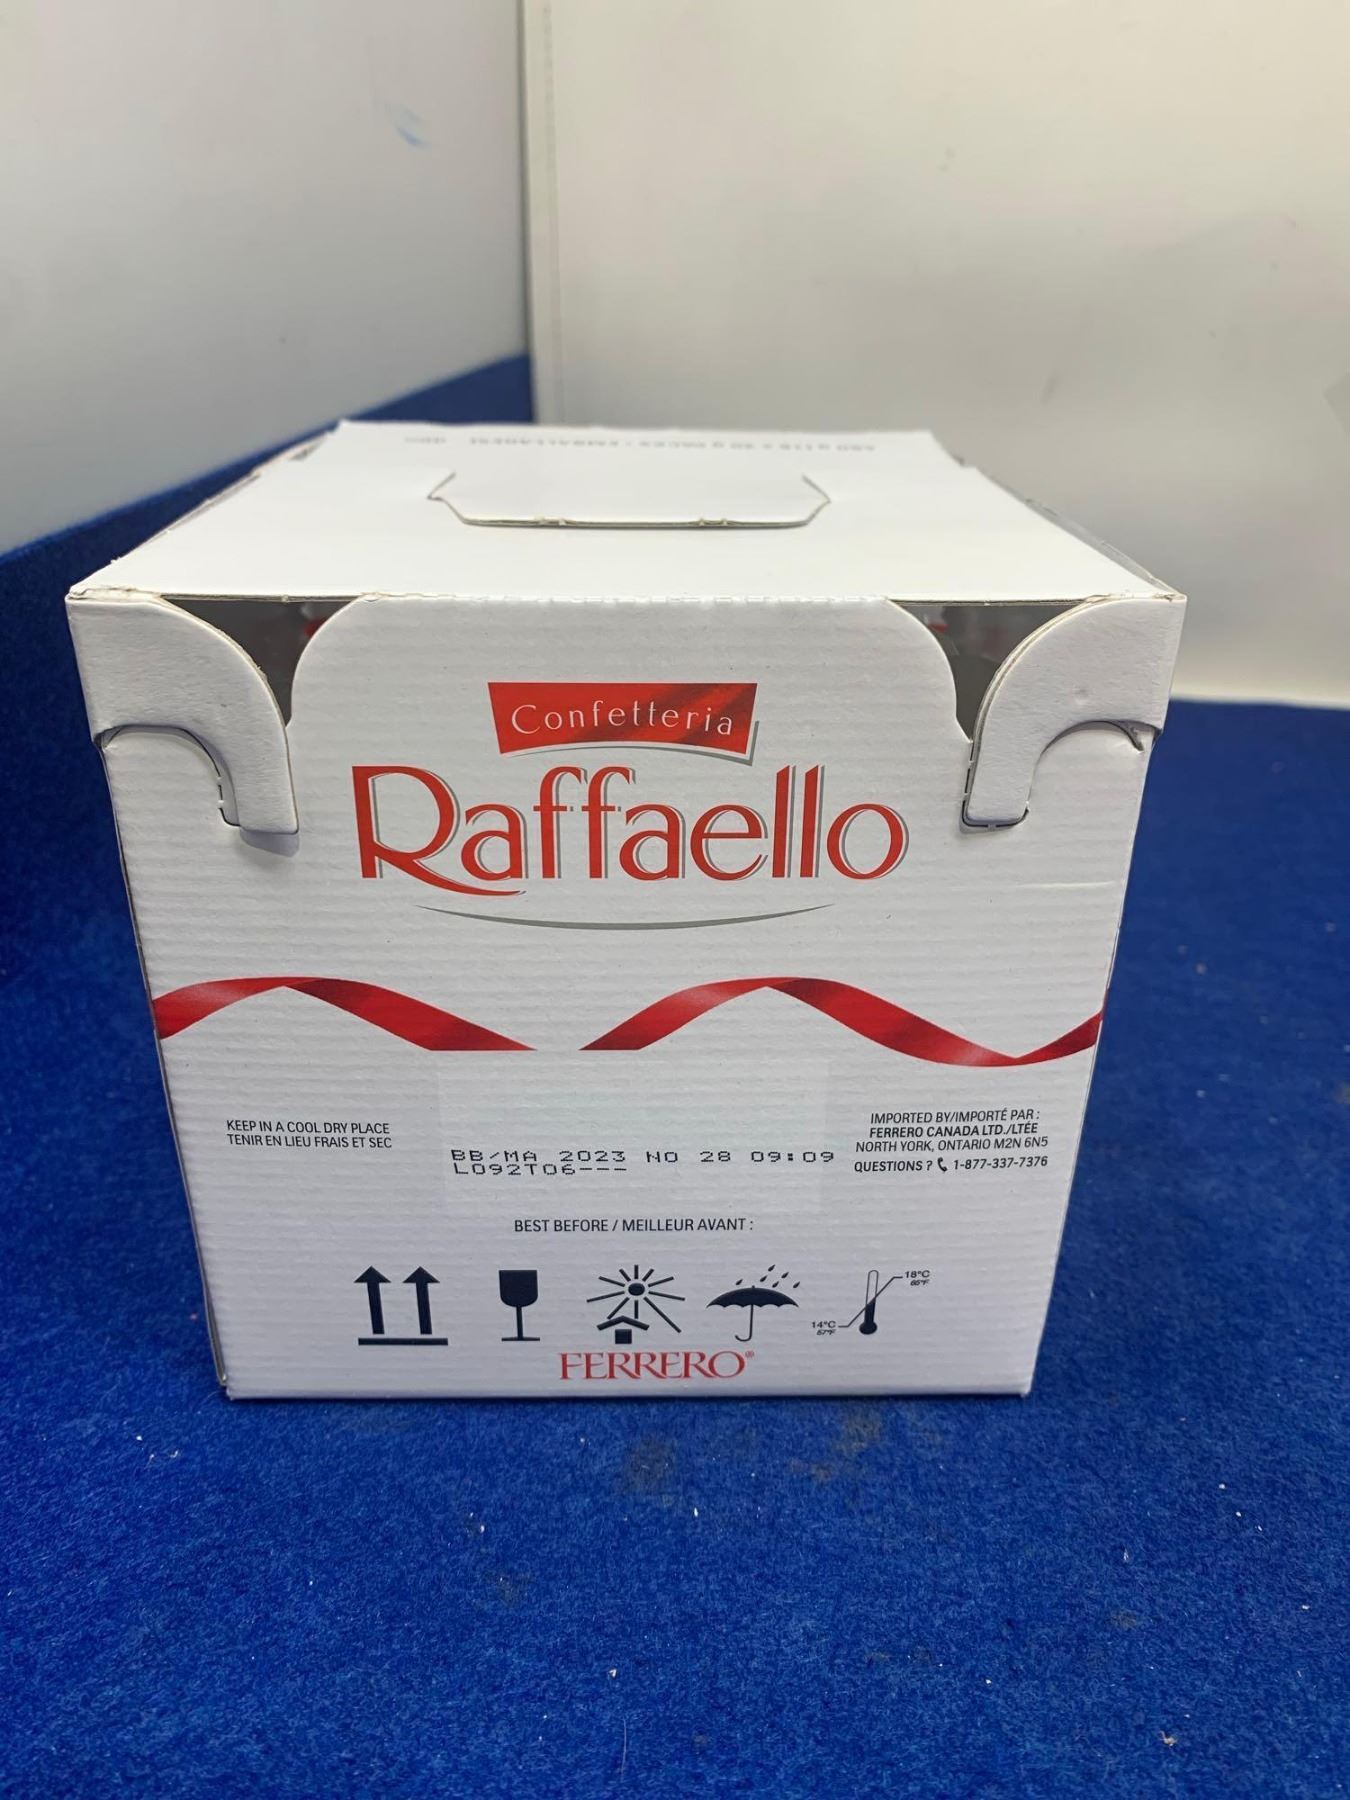 Confetteria
Raffaello
KEEP IN A COOL DRY PLACE
TENIR EN LIEU FRAIS ET SEC
IMPORTED BY/IMPORTÉ PAR :
FERRERO CANADA LTD./LTÉE
NORTH YORK, ONTARIO M2N 6N5
QUESTIONS ? 1-877-337-7376
BB/MA 2023 NO 28 09:09
L092T06---
BEST BEFORE / MEILLEUR AVANT :
18°C
65°F
14°C
57°F
FERRERO®